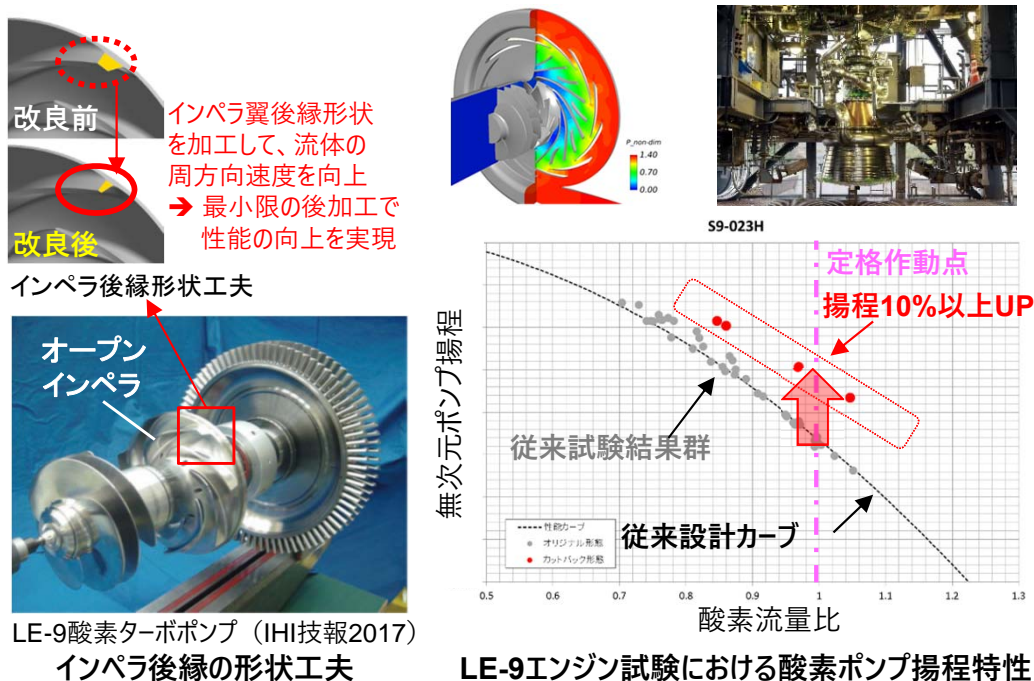 改良前
改良後
インペラ翼後縁形状
を加工して、流体の
周方向速度を向上
➔ 最小限の後加工で
性能の向上を実現
インペラ後縁形状工夫
オープン
インペラ
LE-9酸素ターボポンプ（IHI技報2017）
インペラ後縁の形状工夫
P_non-dim
1.40
0.70
0.00
S9-023H
定格作動点
揚程10%以上UP
従来試験結果群
従来設計カーブ
無次元ポンプ揚程
性能カーブ
オリジナル形態
カットバック形態
0.5 0.6 0.7 0.8 0.9 1 1.1 1.2 1.3
酸素流量比
LE-9エンジン試験における酸素ポンプ揚程特性